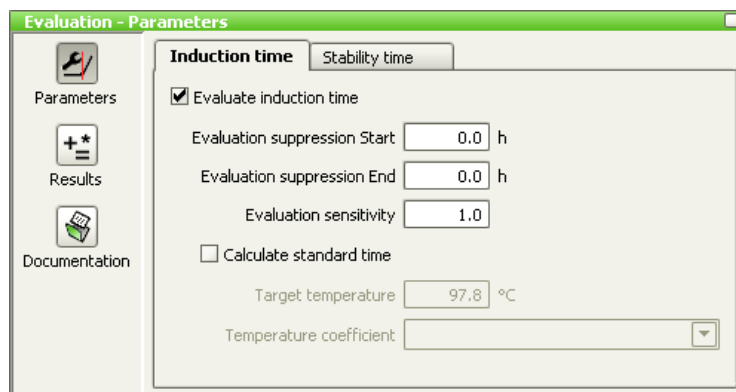 Evaluation - Parameters
Parameters
Results
Documentation
Induction time
Stability time
Evaluate induction time
Evaluation suppression Start 0.0 h
Evaluation suppression End 0.0 h
Evaluation sensitivity 1.0
Calculate standard time
Target temperature 97.8 °C
Temperature coefficient